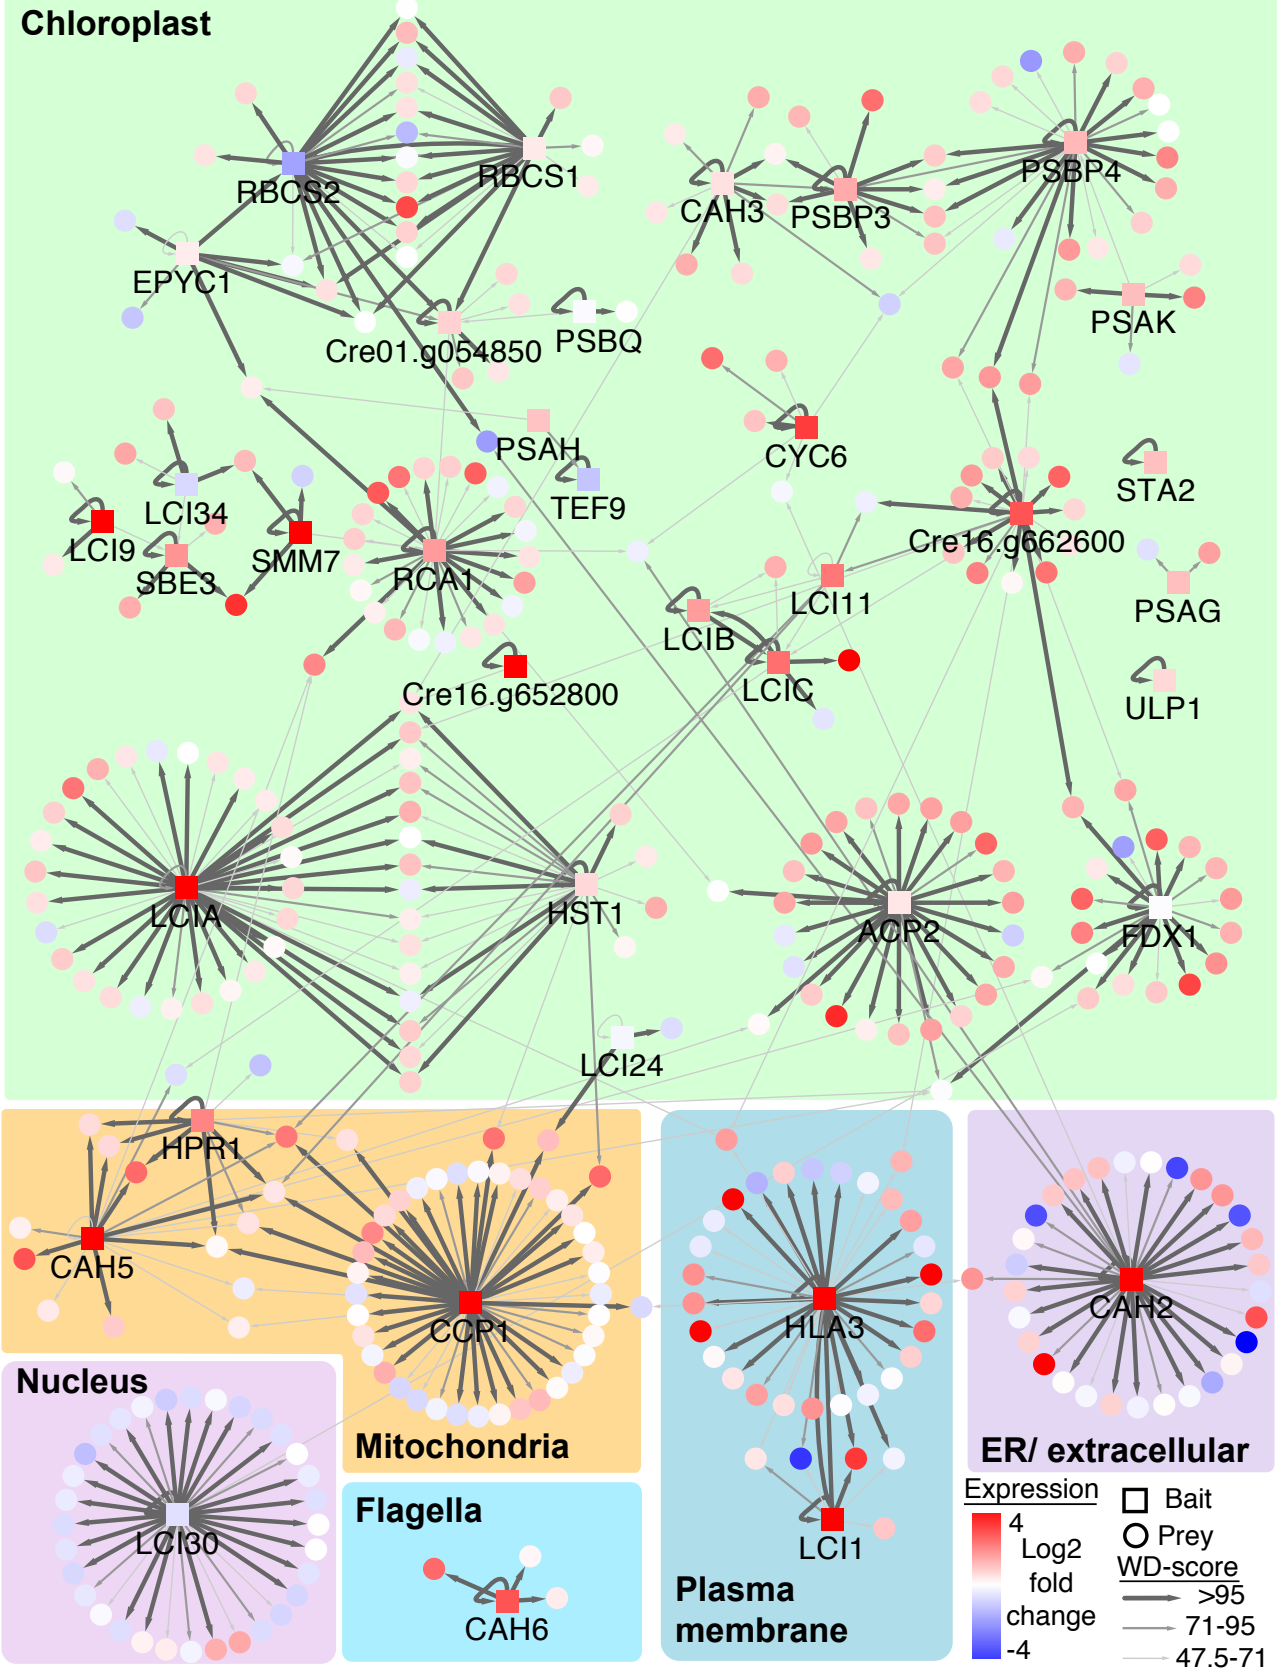 Chloroplast
RBCS2
RBCS1
CAH3
PSBP3
PSBP4
EPYC1
Cre01.g054850
PSBQ
PSAK
PSAH
CYC6
TEF9
STA2
LCI34
LCI9
SMM7
SBE3
RCA1
Cre16.g662600
LCI11
PSAG
LCIB
LCIC
Cre16.g652800
ULP1
LCIA
HST1
ACP2
FDX1
LCI24
HPR1
CAH5
CCP1
HLA3
CAH2
Nucleus
Mitochondria
ER/ extracellular
LCI30
Flagella
CAH6
LCI1
Plasma
membrane
Expression
4
Log2
fold
change
-4
Bait
Prey
WD-score
>95
71-95
47.5-71